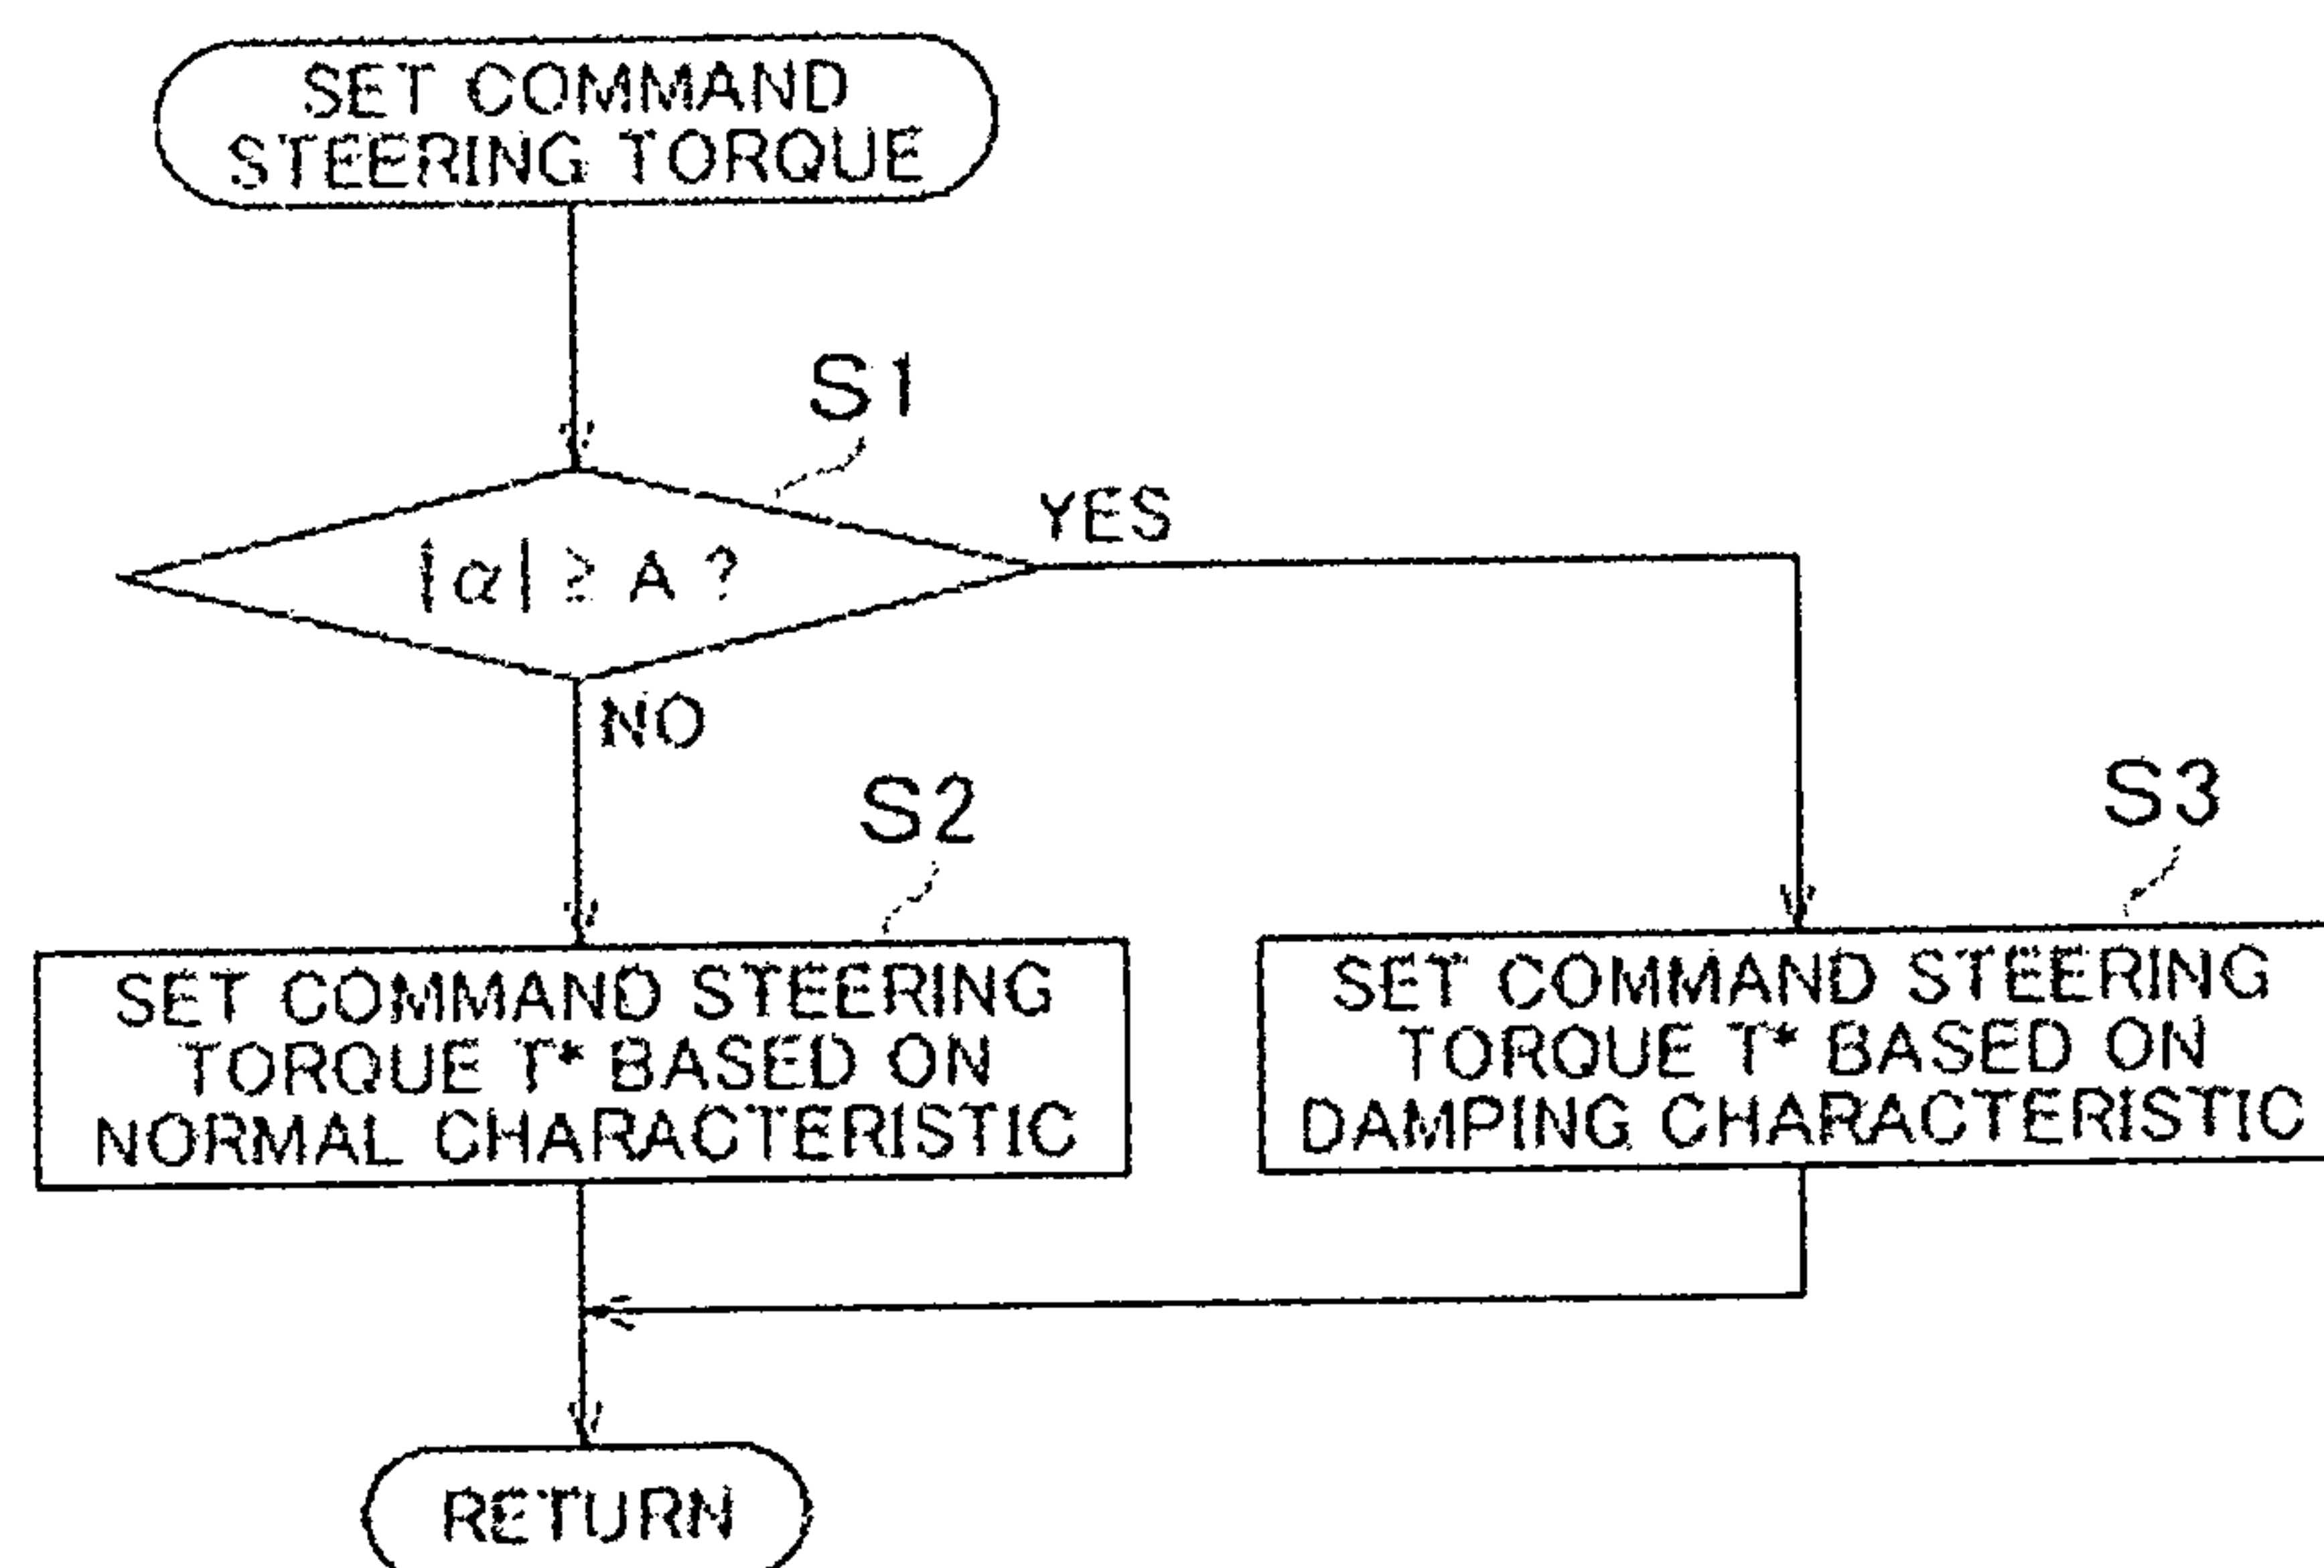 SET COMMAND
STEERING TORQUE
S1
|α| ≥ A ?
YES
NO
S2
S3
SET COMMAND STEERING
TORQUE T* BASED ON
NORMAL CHARACTERISTIC
SET COMMAND STEERING
TORQUE T* BASED ON
DAMPING CHARACTERISTIC
RETURN